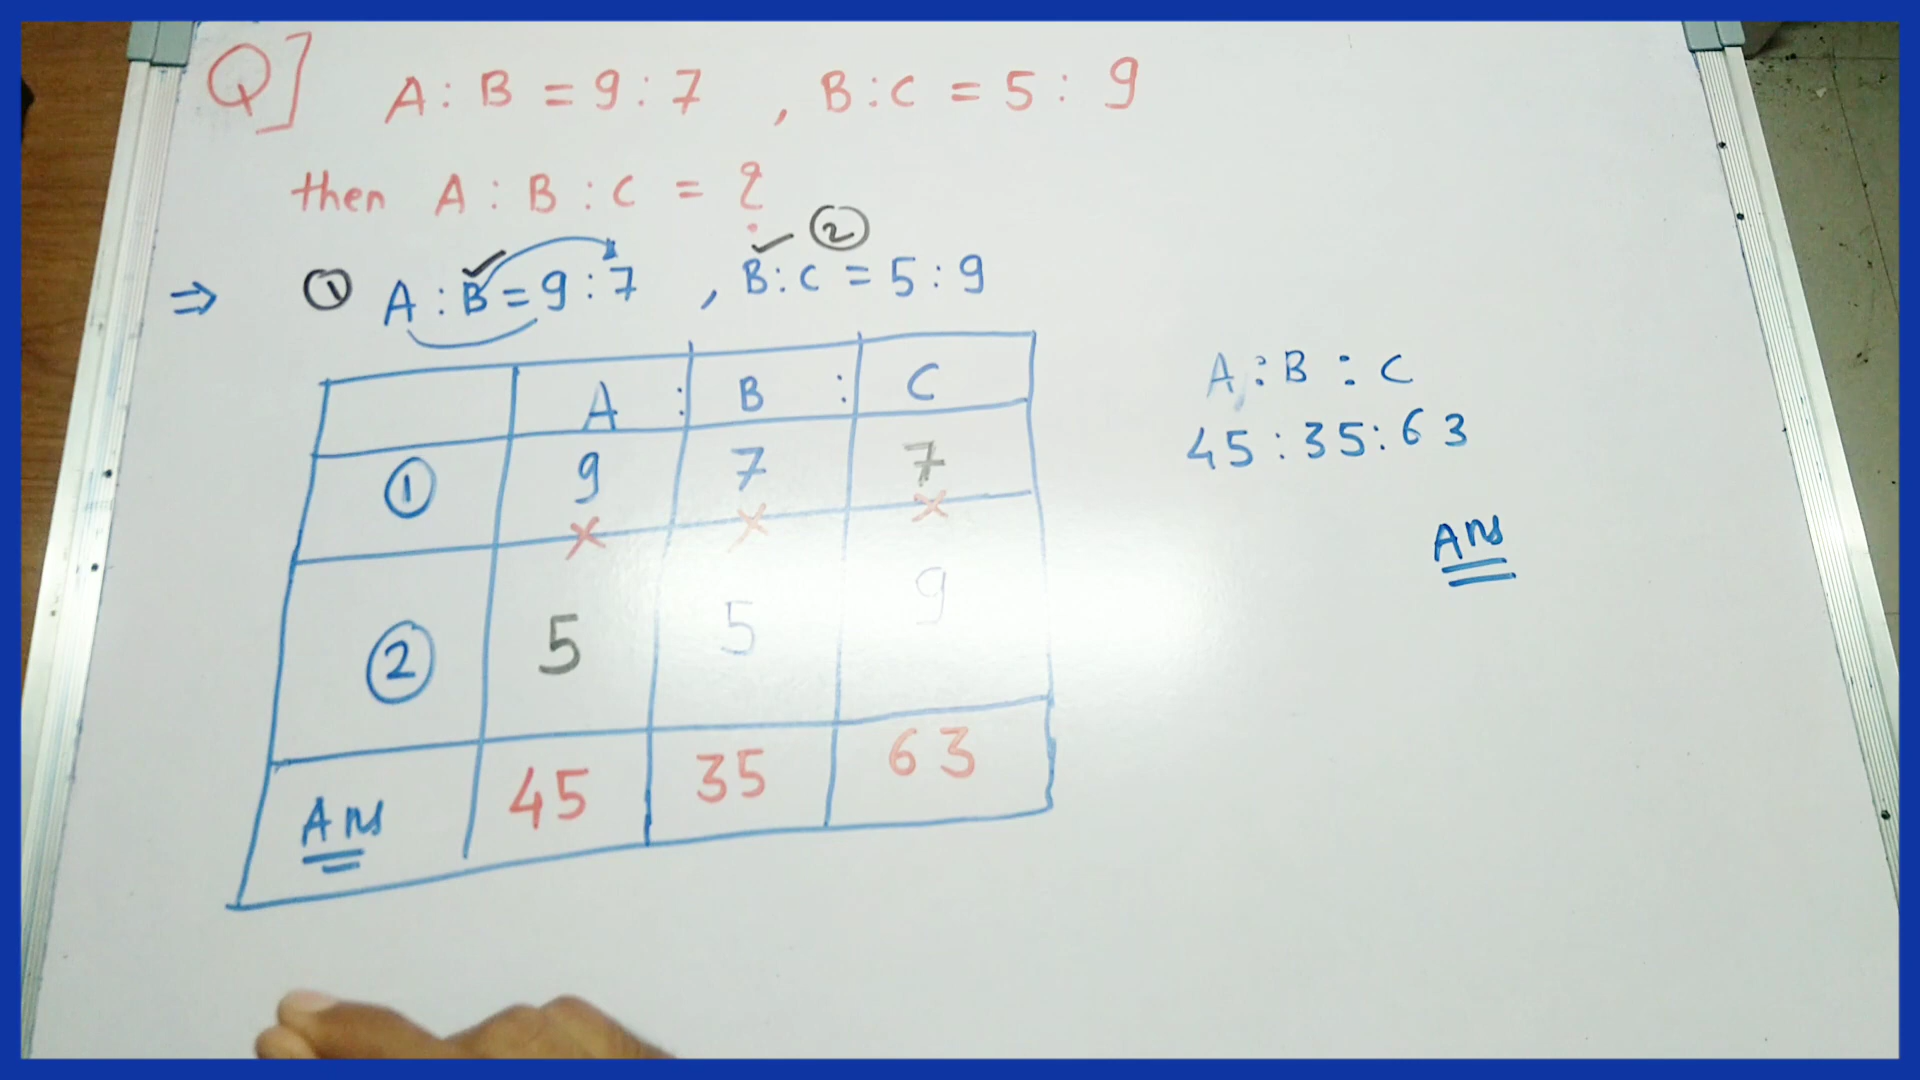 Q] A : B = 9 : 7 , B : C = 5 : 9
then A : B : C = ?
⇒ ① A : B = 9 : 7 , B : C = 5 : 9 ②
A : B : C
① 9 7 7
× × ×
② 5 5 9
Ans 45 35 63
A : B : C
45 : 35 : 63
Ans